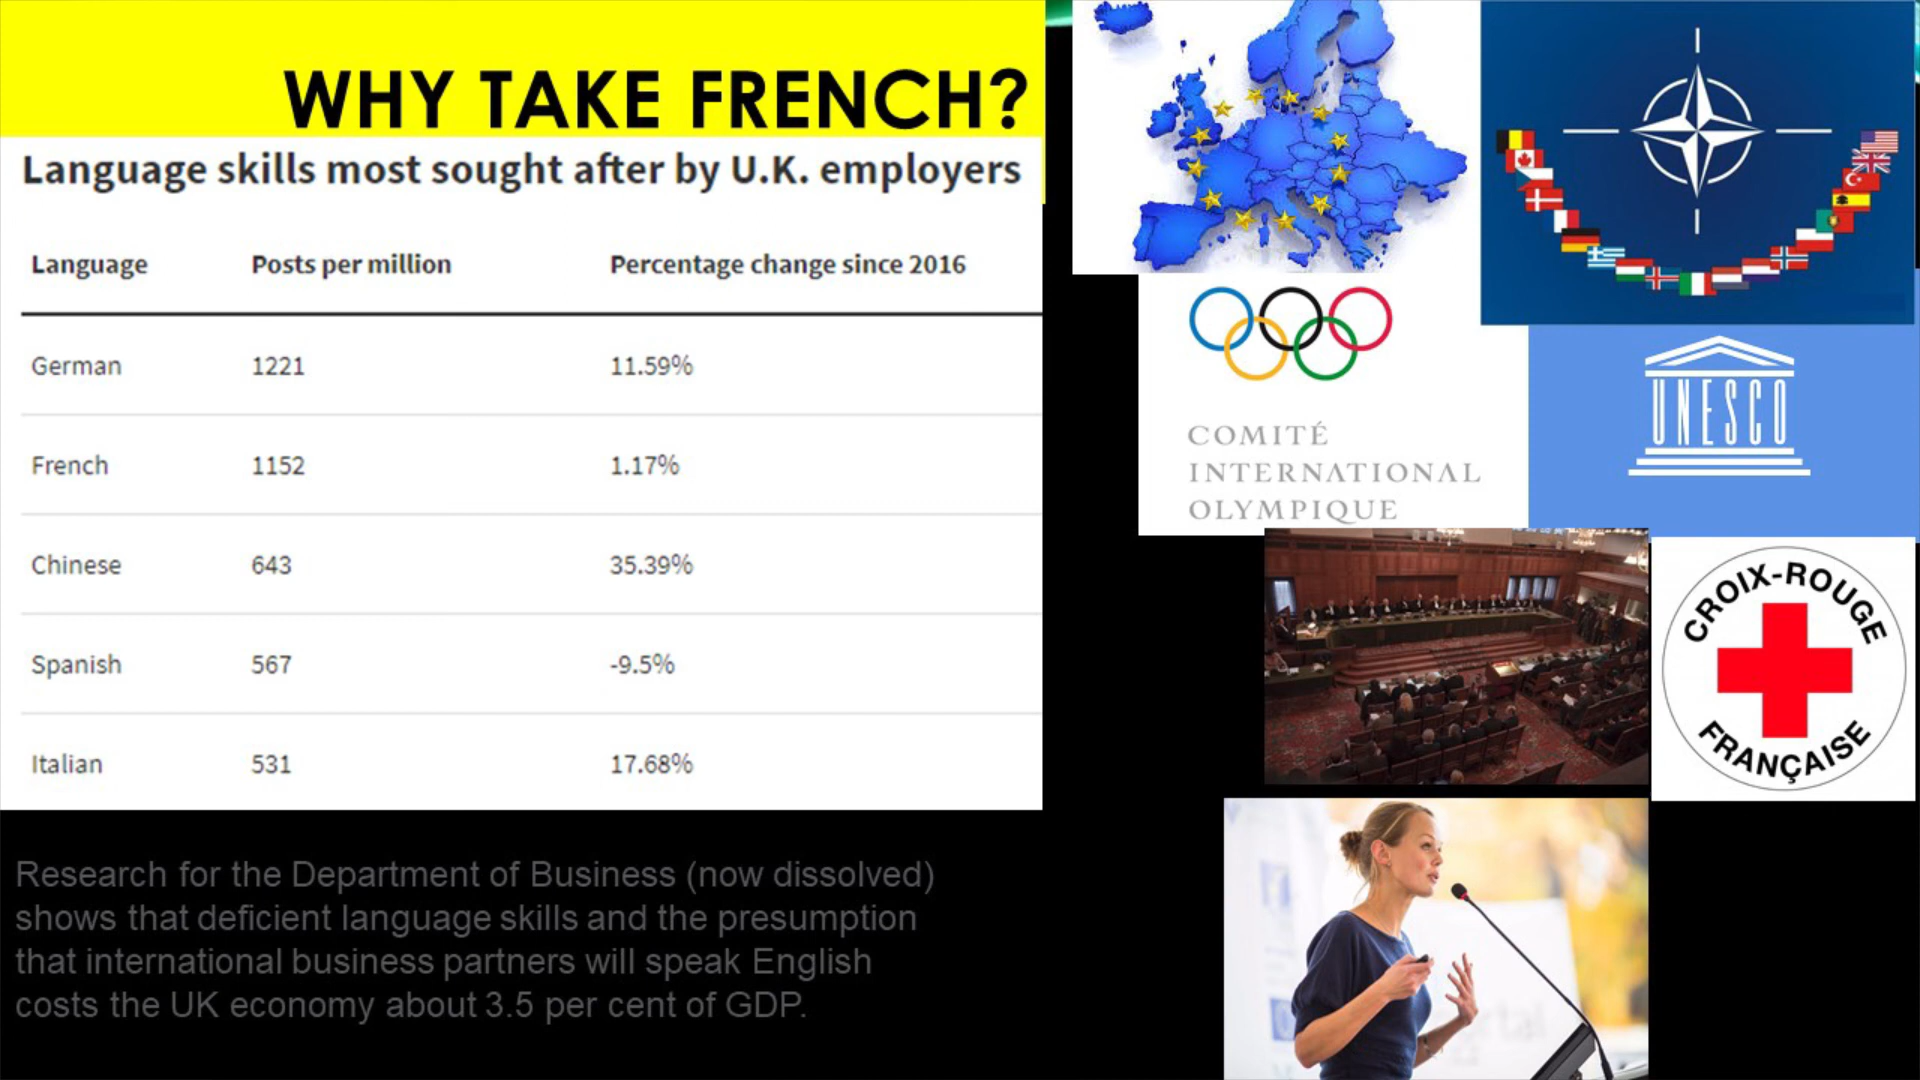 WHY TAKE FRENCH?
Language skills most sought after by U.K. employers
Language Posts per million Percentage change since 2016
German 1221 11.59%
French 1152 1.17%
Chinese 643 35.39%
Spanish 567 -9.5%
Italian 531 17.68%
Research for the Department of Business (now dissolved)
shows that deficient language skills and the presumption
that international business partners will speak English
costs the UK economy about 3.5 per cent of GDP.
COMITÉ
INTERNATIONAL
OLYMPIQUE
UNESCO
CROIX-ROUGE
FRANÇAISE